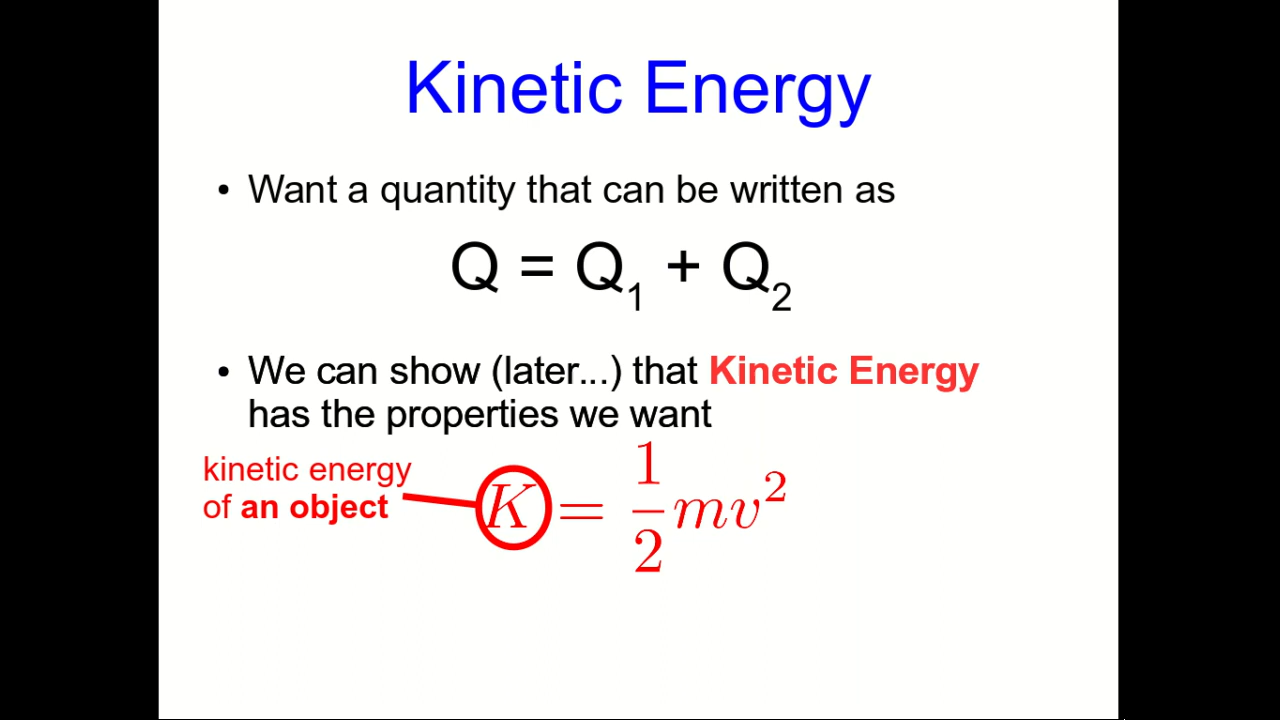 Kinetic Energy
• Want a quantity that can be written as
Q = Q₁ + Q₂
• We can show (later...) that Kinetic Energy
has the properties we want
kinetic energy
of an object
K = 1/2 mv²